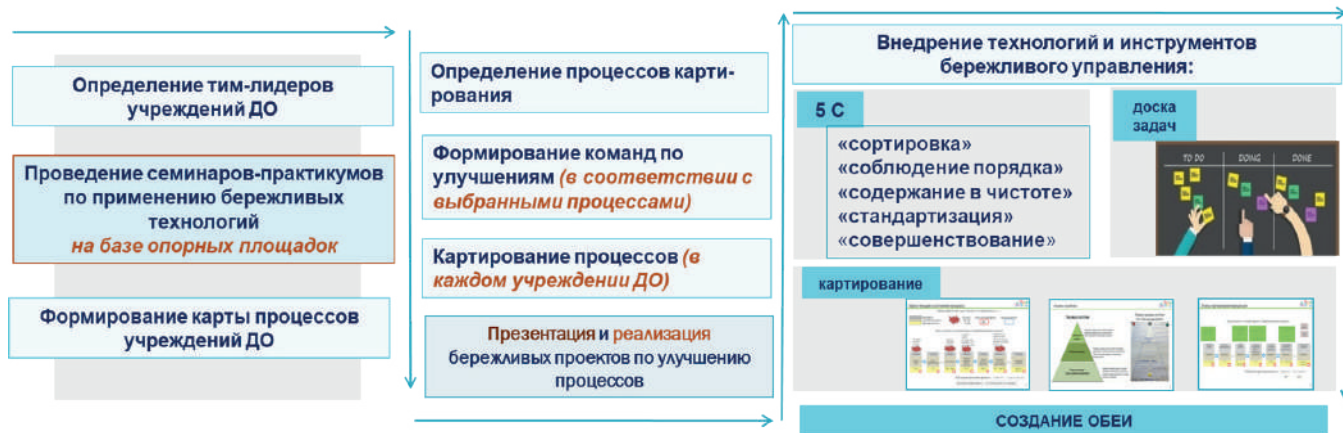 Определение тим-лидеров
учреждений ДО
Проведение семинаров-практикумов
по применению бережливых
технологий
на базе опорных площадок
Формирование карты процессов
учреждений ДО
Определение процессов карти-
рования
Формирование команд по
улучшениям (в соответствии с
выбранными процессами)
Картирование процессов (в
каждом учреждении ДО)
Презентация и реализация
бережливых проектов по улучшению
процессов
Внедрение технологий и инструментов
бережливого управления:
5 С
«сортировка»
«соблюдение порядка»
«содержание в чистоте»
«стандартизация»
«совершенствование»
доска
задач
TO DO DOING DONE
картирование
СОЗДАНИЕ ОБЕИ